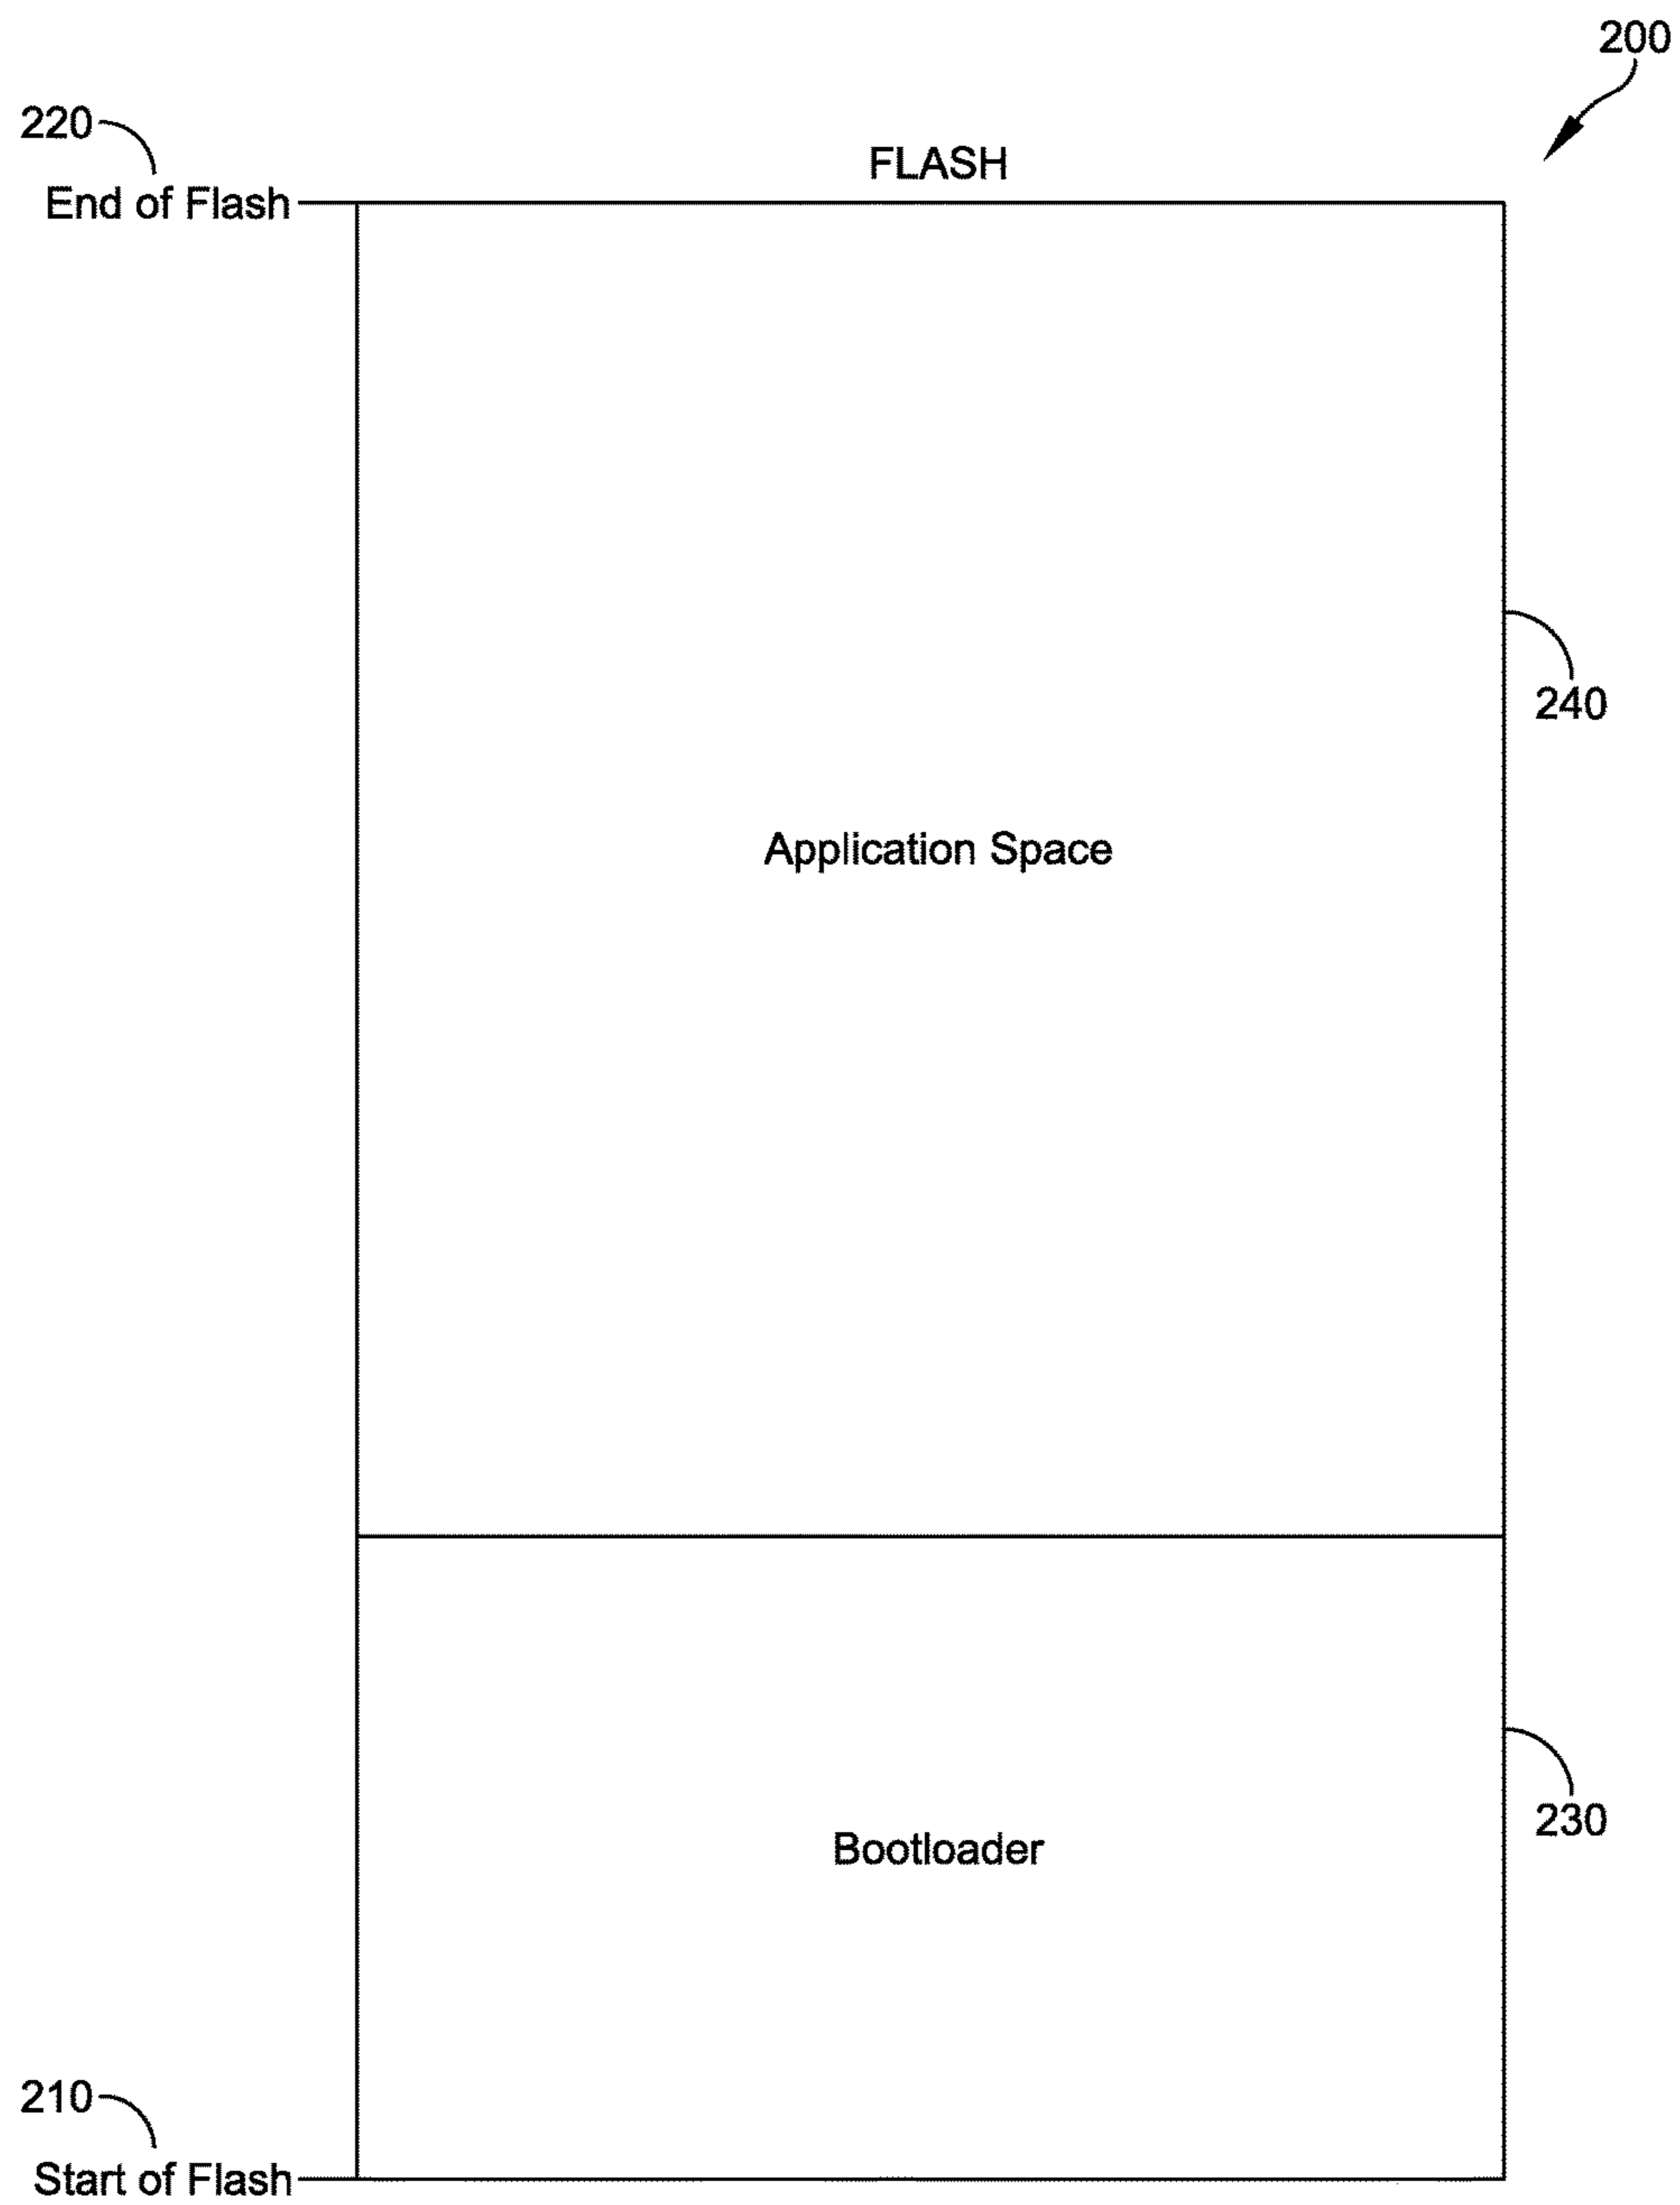 200
220
FLASH
End of Flash
240
Application Space
230
Bootloader
210
Start of Flash